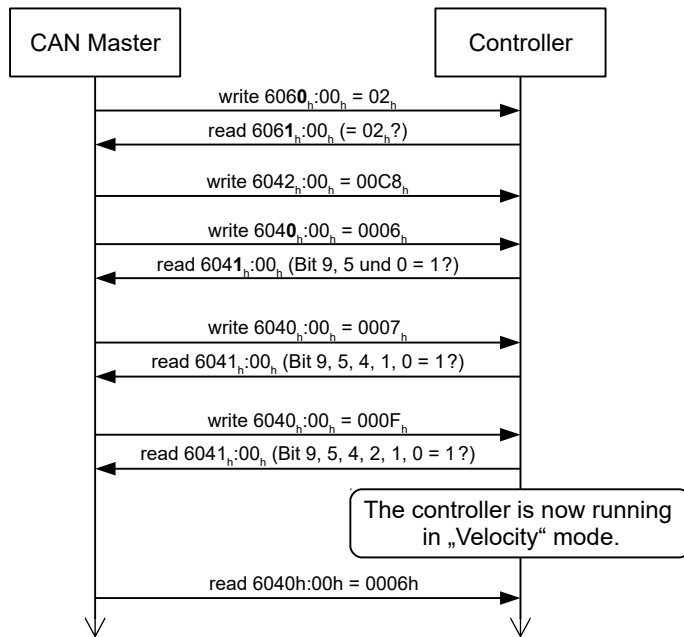 CAN Master
Controller
write 6060ₕ:00ₕ = 02ₕ
read 6061ₕ:00ₕ (= 02ₕ?)
write 6042ₕ:00ₕ = 00C8ₕ
write 6040ₕ:00ₕ = 0006ₕ
read 6041ₕ:00ₕ (Bit 9, 5 und 0 = 1?)
write 6040ₕ:00ₕ = 0007ₕ
read 6041ₕ:00ₕ (Bit 9, 5, 4, 1, 0 = 1?)
write 6040ₕ:00ₕ = 000Fₕ
read 6041ₕ:00ₕ (Bit 9, 5, 4, 2, 1, 0 = 1?)
The controller is now running
in „Velocity“ mode.
read 6040h:00h = 0006h